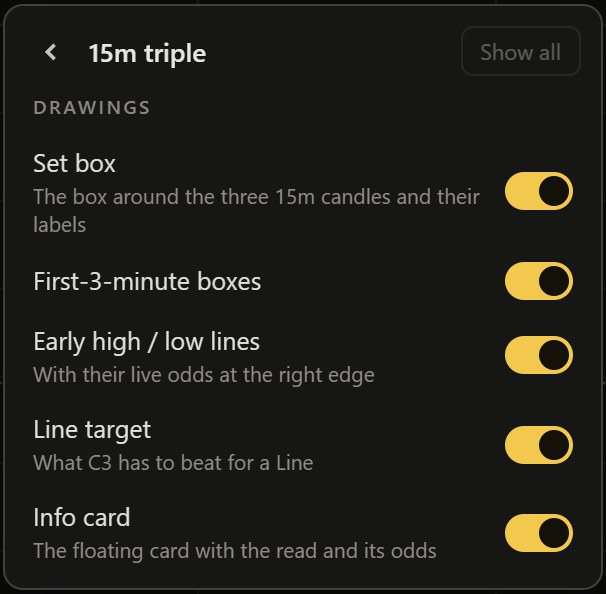 15m triple
Show all
DRAWINGS
Set box
The box around the three 15m candles and their
labels
First-3-minute boxes
Early high / low lines
With their live odds at the right edge
Line target
What C3 has to beat for a Line
Info card
The floating card with the read and its odds